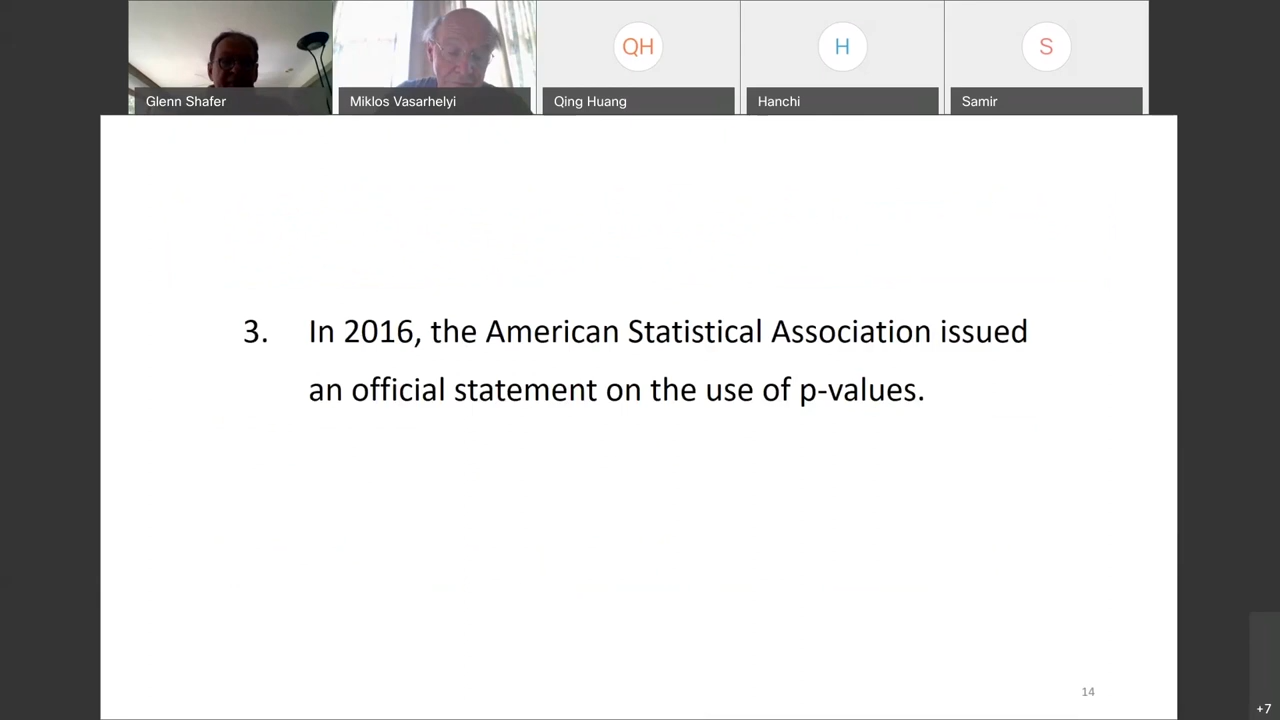 QH
H
S
Glenn Shafer
Miklos Vasarhelyi
Qing Huang
Hanchi
Samir
3. In 2016, the American Statistical Association issued
an official statement on the use of p-values.
14
+7